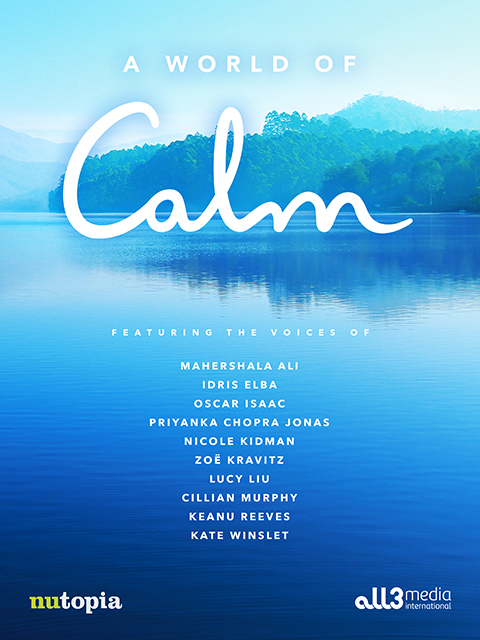 A WORLD OF
Calm
FEATURING THE VOICES OF
MAHERSHALA ALI
IDRIS ELBA
OSCAR ISAAC
PRIYANKA CHOPRA JONAS
NICOLE KIDMAN
ZOË KRAVITZ
LUCY LIU
CILLIAN MURPHY
KEANU REEVES
KATE WINSLET
nutopia
all3media
international